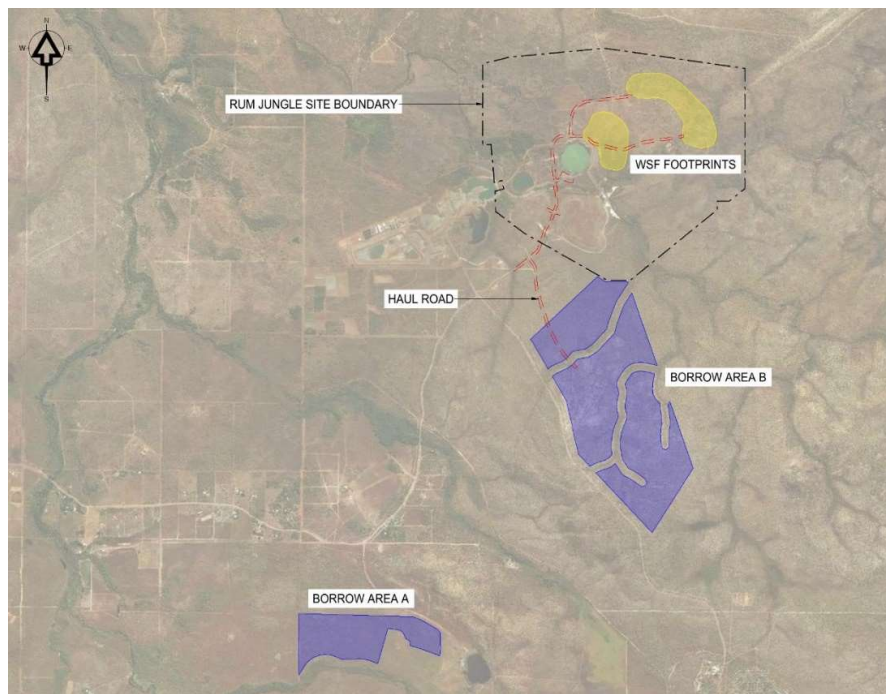 N
W
E
S
RUM JUNGLE SITE BOUNDARY
WSF FOOTPRINTS
HAUL ROAD
BORROW AREA B
BORROW AREA A